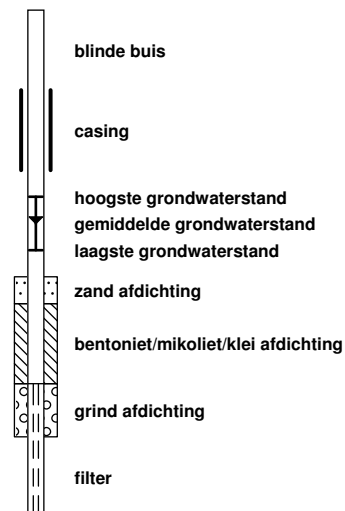 blinde buis
casing
hoogste grondwaterstand
gemiddelde grondwaterstand
laagste grondwaterstand
zand afdichting
bentoniet/mikoliet/klei afdichting
grind afdichting
filter